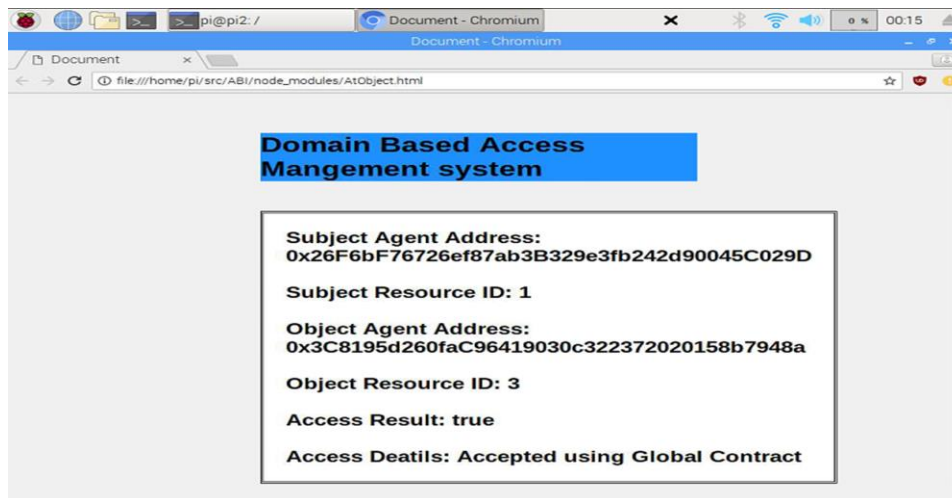 pi@pi2: /
Document - Chromium
0 %
00:15
Document - Chromium
Document
file:///home/pi/src/ABI/node_modules/AtObject.html
Domain Based Access
Mangement system
Subject Agent Address:
0x26F6bF76726ef87ab3B329e3fb242d90045C029D
Subject Resource ID: 1
Object Agent Address:
0x3C8195d260faC96419030c322372020158b7948a
Object Resource ID: 3
Access Result: true
Access Deatils: Accepted using Global Contract